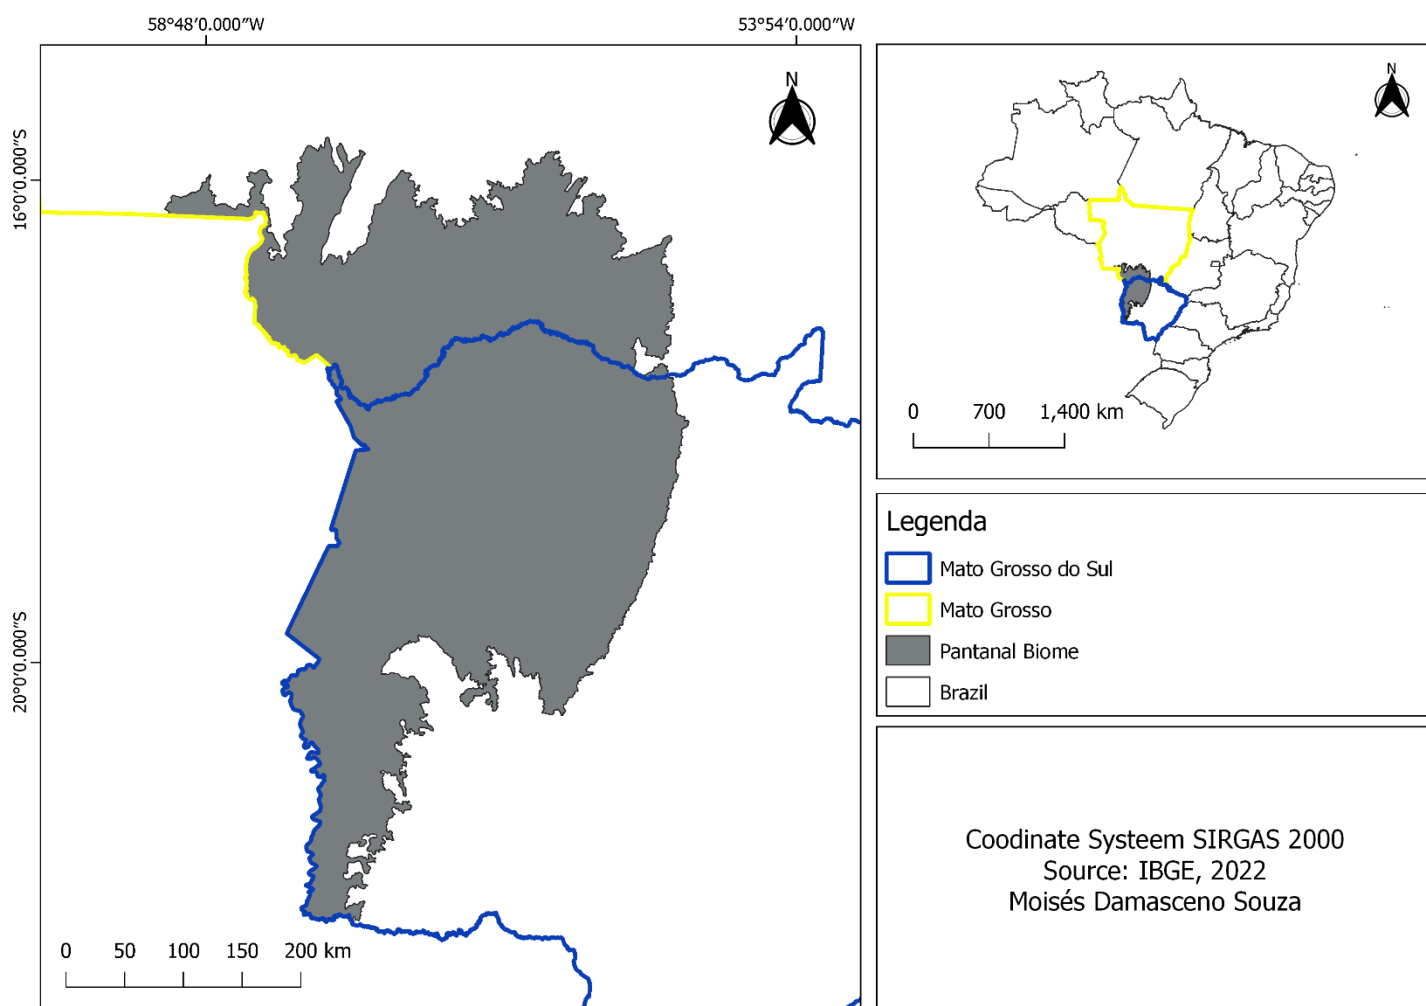 58°48'0.000"W
53°54'0.000"W
N
16°0'0.000"S
20°0'0.000"S
0 50 100 150 200 km
N
0 700 1,400 km
Legenda
Mato Grosso do Sul
Mato Grosso
Pantanal Biome
Brazil
Coodinate Systeem SIRGAS 2000
Source: IBGE, 2022
Moisés Damasceno Souza